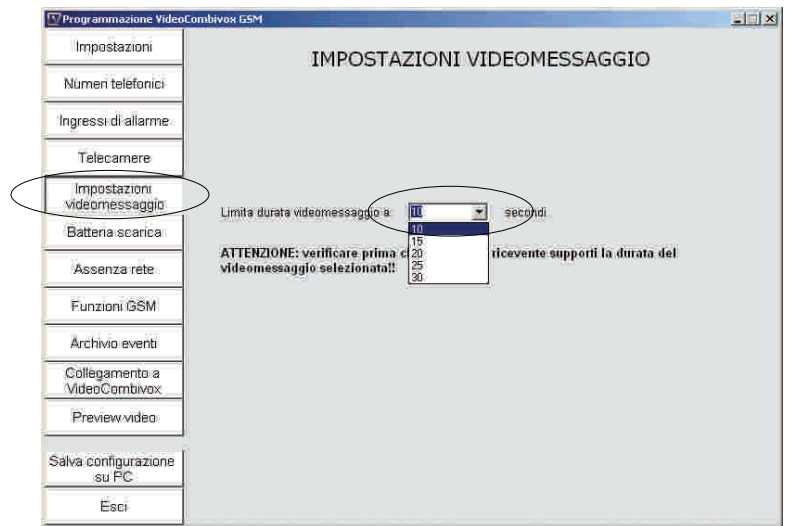 Programmazione VideoCombivox GSM
Impostazioni
Numeri telefonici
Ingressi di allarme
Telecamere
Impostazioni
videomessaggio
Batteria scarica
Assenza rete
Funzioni GSM
Archivio eventi
Collegamento a
VideoCombivox
Preview video
Salva configurazione
su PC
Esci
IMPOSTAZIONI VIDEOMESSAGGIO
Limita durata videomessaggio a: 10 secondi
10
15
20
25
30
ATTENZIONE: verificare prima ricevente supporti la durata del
videomessaggio selezionata!!